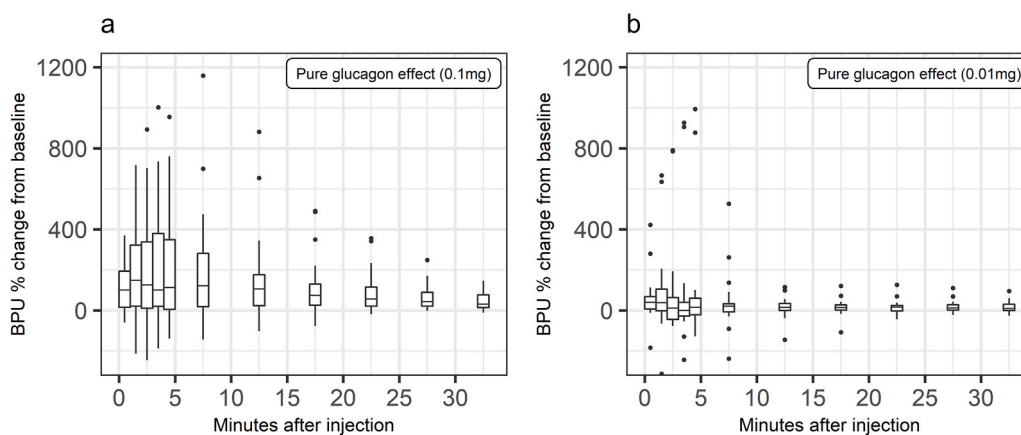 a
Pure glucagon effect (0.1mg)
BPU % change from baseline
1200
800
400
0
0 5 10 15 20 25 30
Minutes after injection
b
Pure glucagon effect (0.01mg)
BPU % change from baseline
1200
800
400
0
0 5 10 15 20 25 30
Minutes after injection